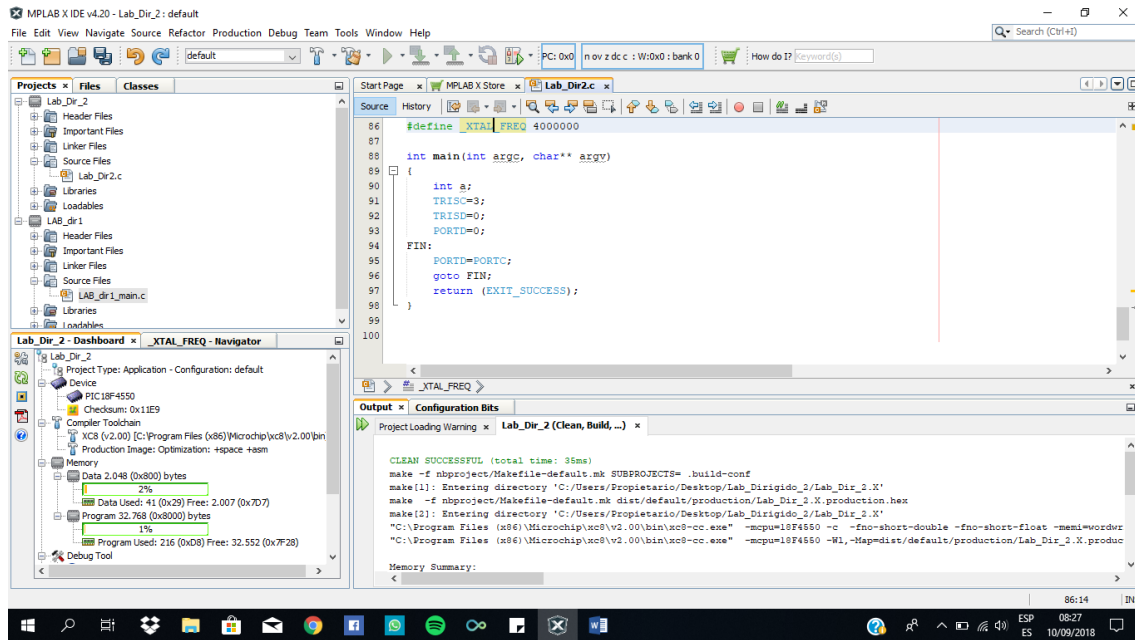 MPLAB X IDE v4.20 - Lab_Dir_2 : default
File Edit View Navigate Source Refactor Production Debug Team Tools Window Help
Search (Ctrl+I)
default
PC: 0x0
n ov z dc c : W:0x0 : bank 0
How do I?
Keyword(s)
Projects
Files
Classes
Lab_Dir_2
Header Files
Important Files
Linker Files
Source Files
Lab_Dir2.c
Libraries
Loadables
LAB_dir1
Header Files
Important Files
Linker Files
Source Files
LAB_dir1_main.c
Libraries
Loadables
Start Page
MPLAB X Store
Lab_Dir2.c
Source
History
86 #define _XTAL_FREQ 4000000
87
88 int main(int argc, char** argv)
89 {
90 int a;
91 TRISC=3;
92 TRISD=0;
93 PORTD=0;
94 FIN:
95 PORTD=PORTC;
96 goto FIN;
97 return (EXIT_SUCCESS);
98 }
99
100
_XTAL_FREQ
Lab_Dir_2 - Dashboard
_XTAL_FREQ - Navigator
Lab_Dir_2
Project Type: Application - Configuration: default
Device
PIC18F4550
Checksum: 0x11E9
Compiler Toolchain
XC8 (v2.00) [C:\Program Files (x86)\Microchip\xc8\v2.00\bin
Production Image: Optimization: +space +asm
Memory
Data 2.048 (0x800) bytes
2%
Data Used: 41 (0x29) Free: 2.007 (0x7D7)
Program 32.768 (0x8000) bytes
1%
Program Used: 216 (0xD8) Free: 32.552 (0x7F28)
Debug Tool
Output
Configuration Bits
Project Loading Warning
Lab_Dir_2 (Clean, Build, ...)
CLEAN SUCCESSFUL (total time: 35ms)
make -f nbproject/Makefile-default.mk SUBPROJECTS= .build-conf
make[1]: Entering directory 'C:/Users/Propietario/Desktop/Lab_Dirigido_2/Lab_Dir_2.X'
make  -f nbproject/Makefile-default.mk dist/default/production/Lab_Dir_2.X.production.hex
make[2]: Entering directory 'C:/Users/Propietario/Desktop/Lab_Dirigido_2/Lab_Dir_2.X'
"C:\Program Files (x86)\Microchip\xc8\v2.00\bin\xc8-cc.exe"  -mcpu=18F4550 -c  -fno-short-double -fno-short-float -memi=wordwr
"C:\Program Files (x86)\Microchip\xc8\v2.00\bin\xc8-cc.exe"  -mcpu=18F4550 -Wl,-Map=dist/default/production/Lab_Dir_2.X.produc
Memory Summary:
86:14
IN
ESP
ES
08:27
10/09/2018